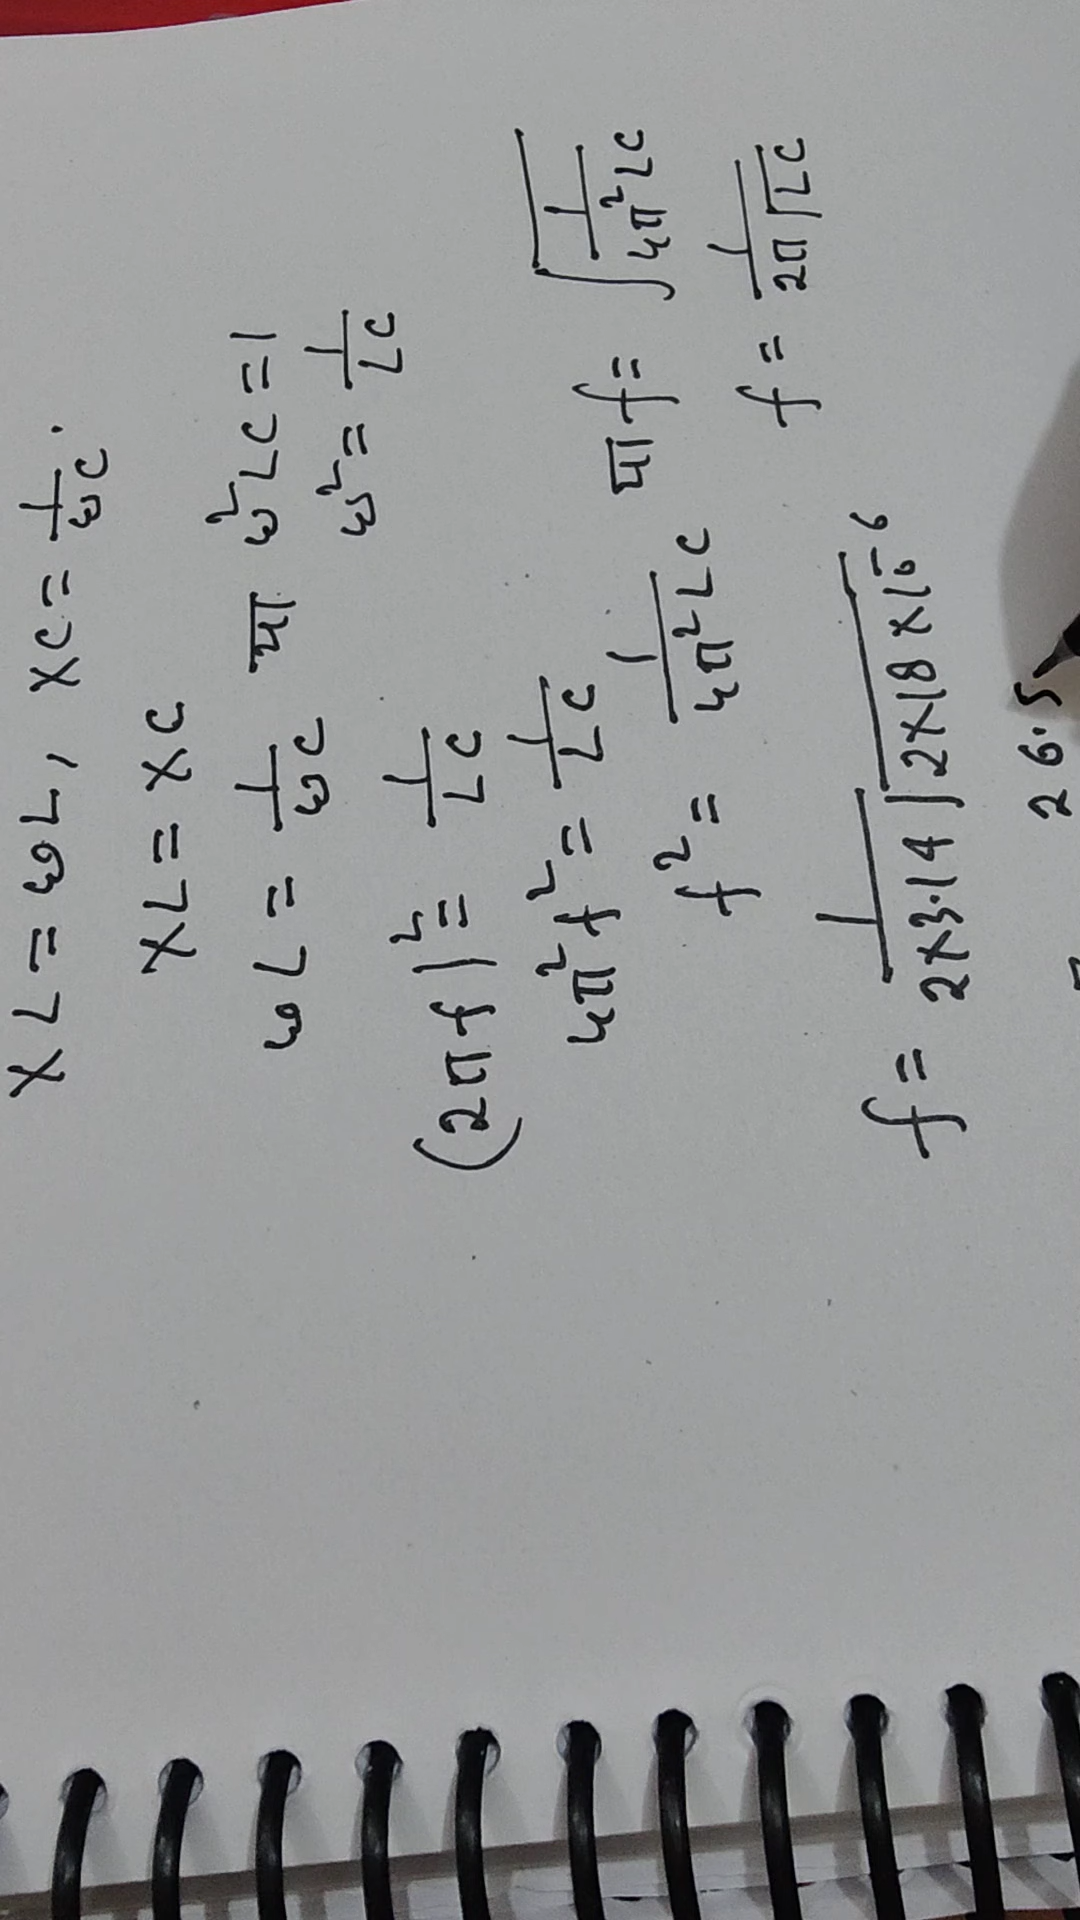 XL = ωL, XC = 1/ωC.
XL = XC
ωL = 1/ωC या ω²LC = 1
ω² = 1/LC
(2πf)² = 1/LC
4π²f² = 1/LC
f² = 1/4π²LC या f = √1/4π²LC
f = 1/2π√LC
f = 1/2×3.14√2×18×10⁻⁶
26.5